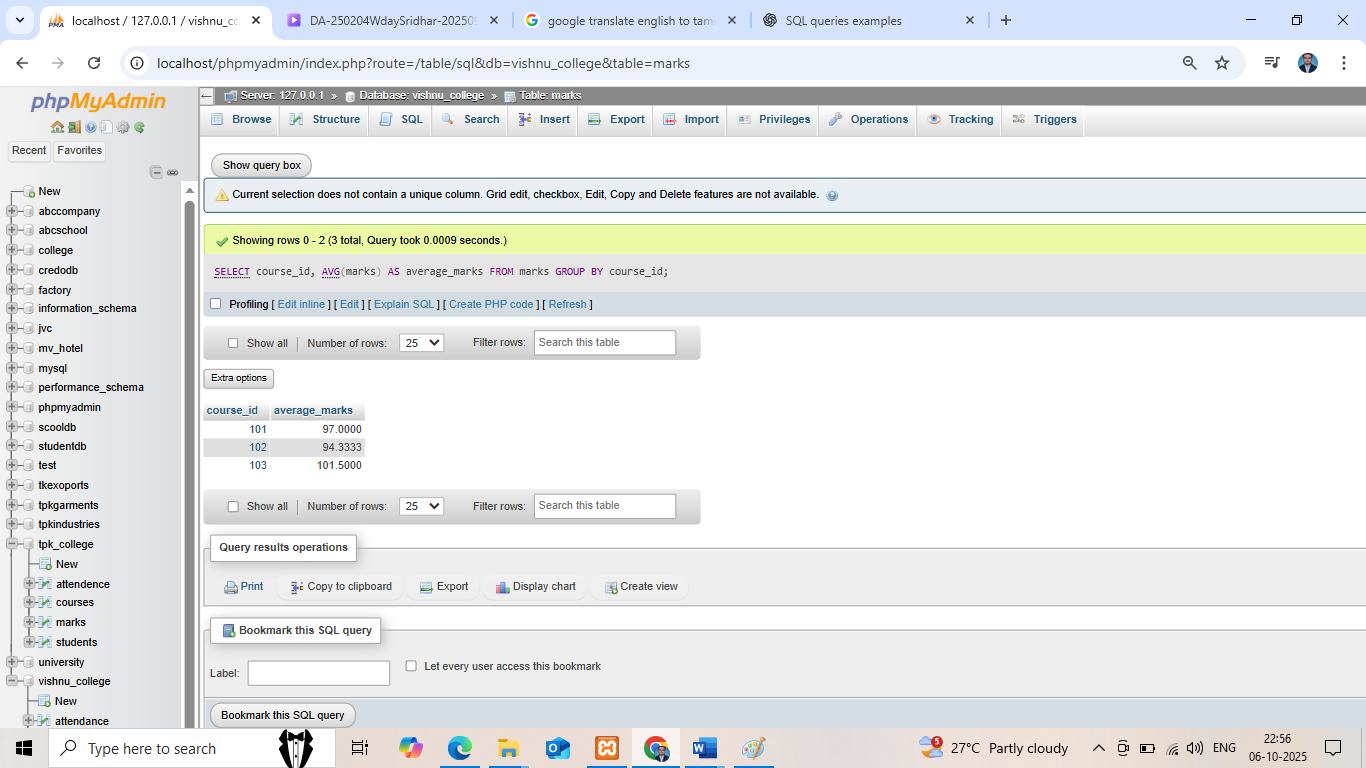 localhost / 127.0.0.1 / vishnu_co
DA-250204WdaySridhar-202509
google translate english to tami
SQL queries examples
localhost/phpmyadmin/index.php?route=/table/sql&db=vishnu_college&table=marks
phpMyAdmin
Recent Favorites
New
abccompany
abcschool
college
credodb
factory
information_schema
jvc
mv_hotel
mysql
performance_schema
phpmyadmin
scooldb
studentdb
test
tkexoports
tpkgarments
tpkindustries
tpk_college
New
attendence
courses
marks
students
university
vishnu_college
New
attendance
Server: 127.0.0.1 » Database: vishnu_college » Table: marks
Browse Structure SQL Search Insert Export Import Privileges Operations Tracking Triggers
Show query box
Current selection does not contain a unique column. Grid edit, checkbox, Edit, Copy and Delete features are not available.
Showing rows 0 - 2 (3 total, Query took 0.0009 seconds.)
SELECT course_id, AVG(marks) AS average_marks FROM marks GROUP BY course_id;
Profiling [ Edit inline ] [ Edit ] [ Explain SQL ] [ Create PHP code ] [ Refresh ]
Show all Number of rows: 25 Filter rows: Search this table
Extra options
course_id average_marks
101 97.0000
102 94.3333
103 101.5000
Show all Number of rows: 25 Filter rows: Search this table
Query results operations
Print Copy to clipboard Export Display chart Create view
Bookmark this SQL query
Label: Let every user access this bookmark
Bookmark this SQL query
Type here to search
5
27°C Partly cloudy
ENG
22:56
06-10-2025